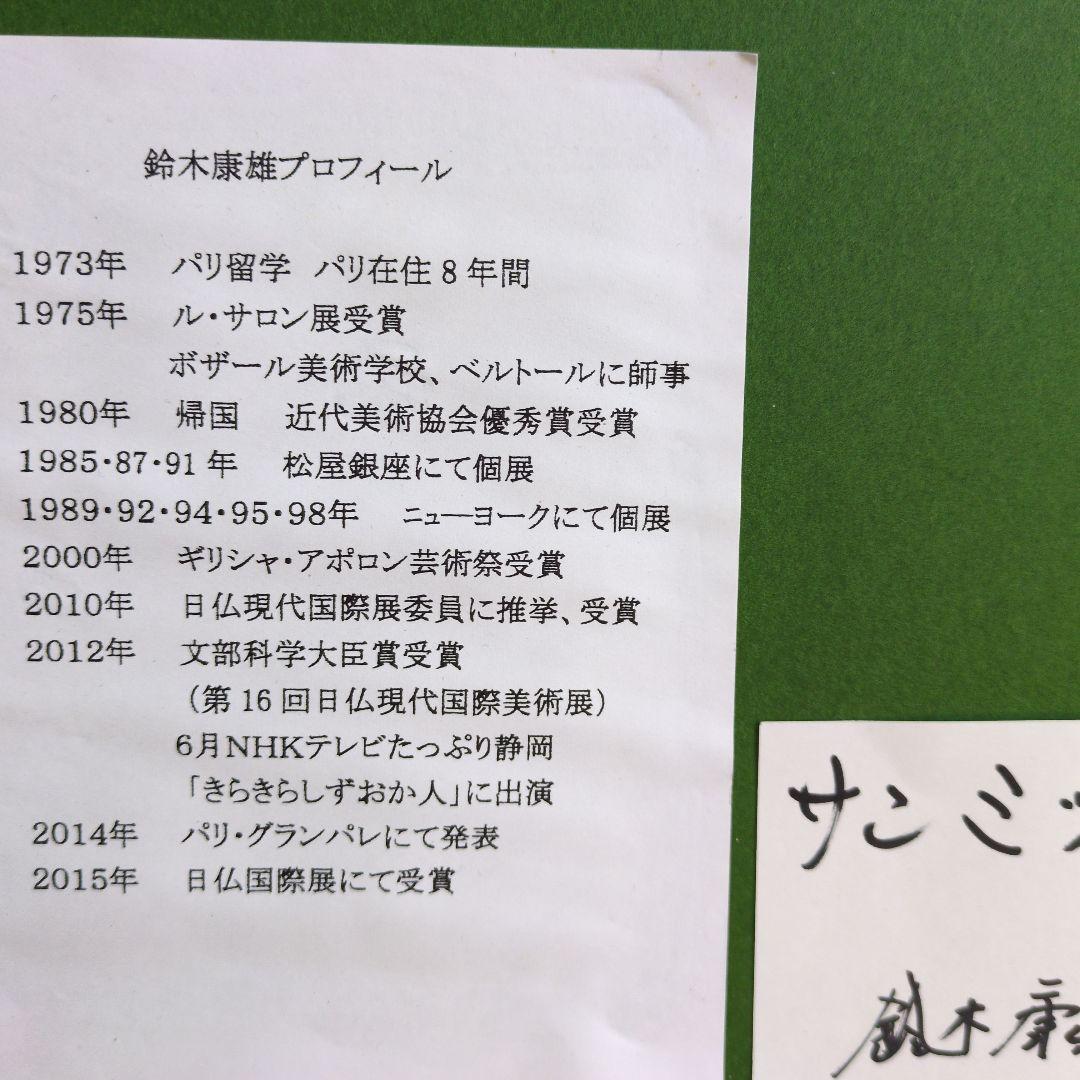 鈴木康雄プロフィール
1973年 パリ留学 パリ在住8年間
1975年 ル・サロン展受賞
ボザール美術学校、ベルトールに師事
1980年 帰国 近代美術協会優秀賞受賞
1985・87・91年 松屋銀座にて個展
1989・92・94・95・98年 ニューヨークにて個展
2000年 ギリシャ・アポロン芸術祭受賞
2010年 日仏現代国際展委員に推挙、受賞
2012年 文部科学大臣賞受賞
（第16回日仏現代国際美術展）
6月NHKテレビたっぷり静岡
「きらきらしずおか人」に出演
2014年 パリ・グランパレにて発表
2015年 日仏国際展にて受賞
サンミ
鈴木康